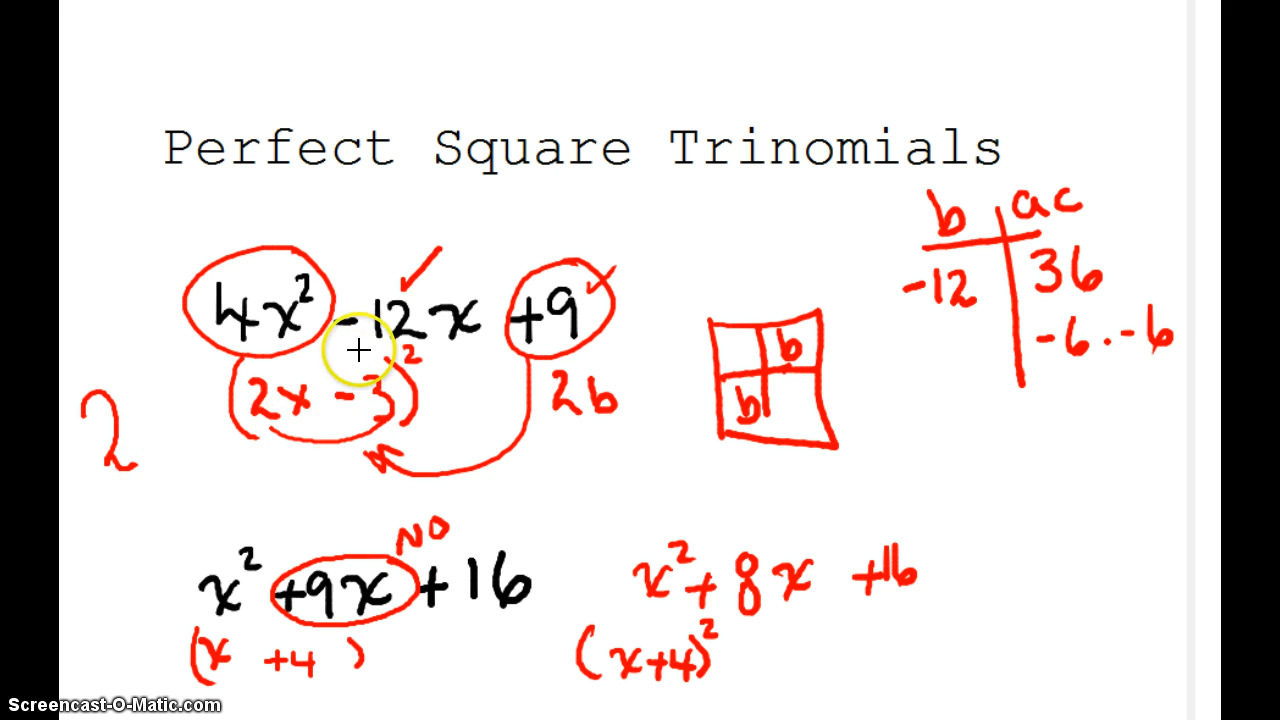 Perfect Square Trinomials
b ac
-12 36
-6 . -6
4x² -12x +9
(2x -3)² 2b
b
b
2
NO
x² +9x +16 x² + 8x +16
(x +4 ) (x+4)²
Screencast-O-Matic.com